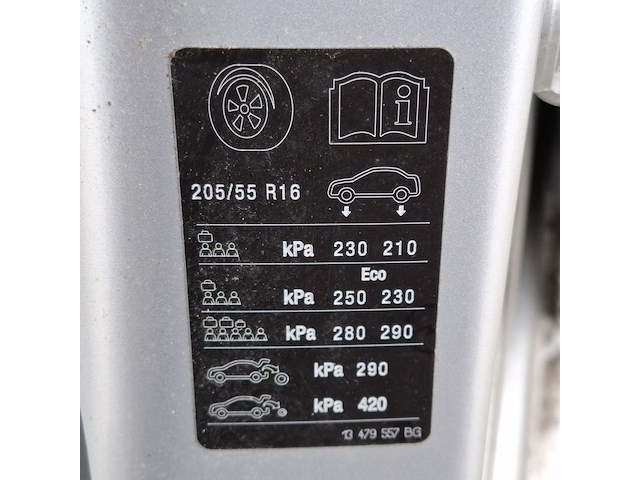 i
205/55 R16
kPa 230 210
Eco
kPa 250 230
kPa 280 290
kPa 290
kPa 420
13 479 557 BG